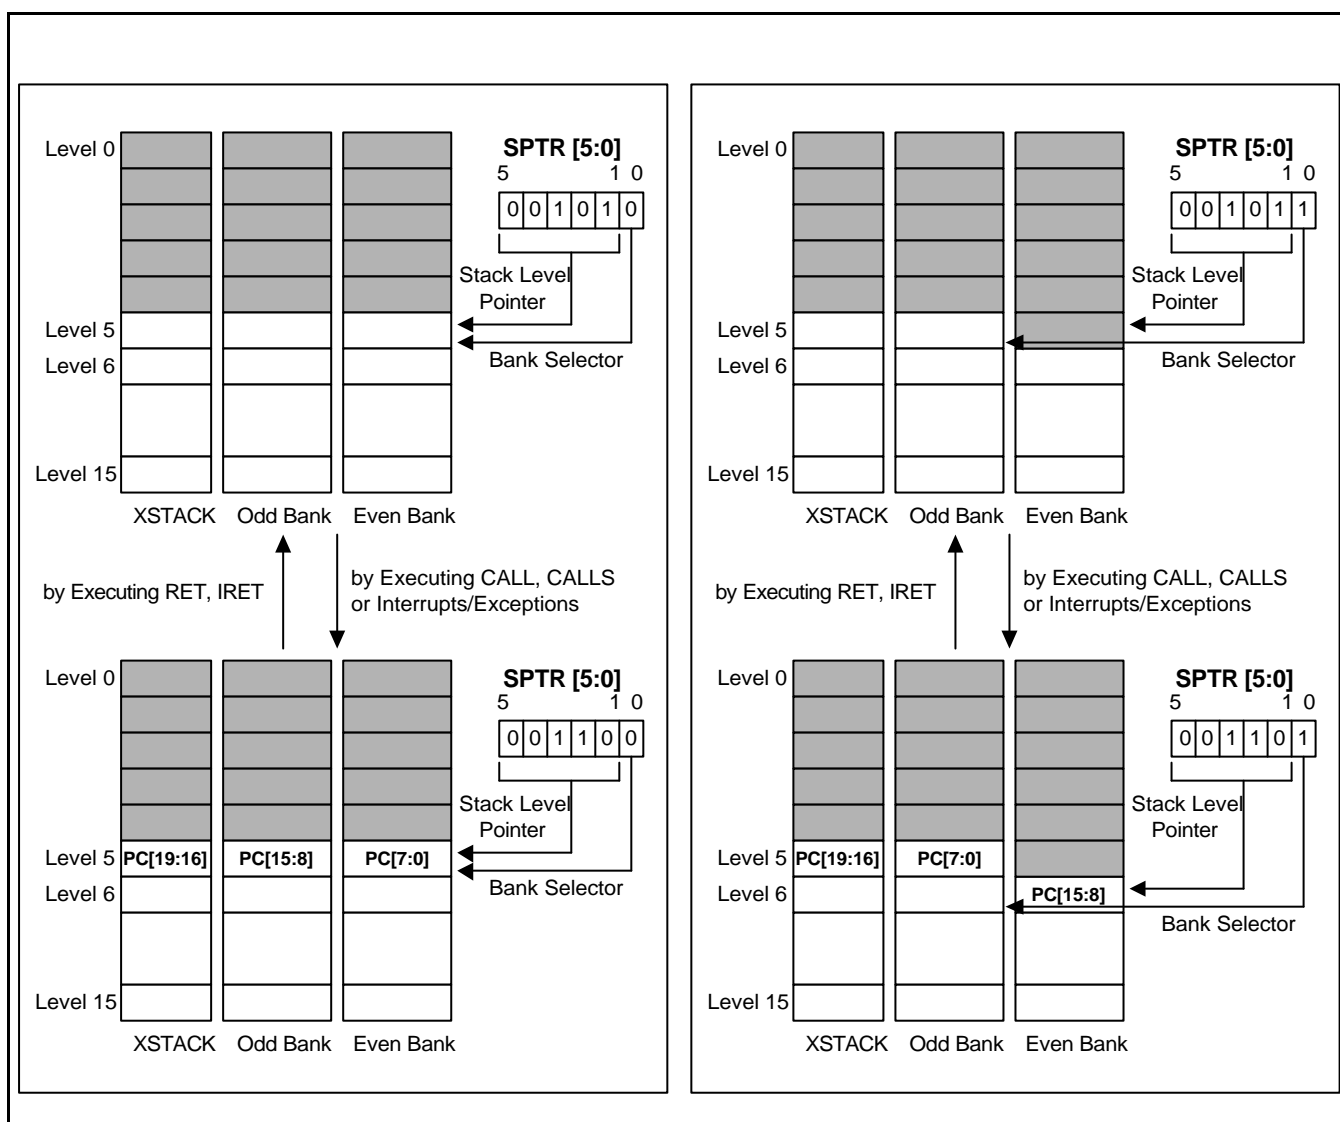 Level 0
SPTR [5:0]
5 1 0
0 0 1 0 1 0
Stack Level
Pointer
Level 5
Bank Selector
Level 6
Level 15
XSTACK Odd Bank Even Bank
by Executing RET, IRET
by Executing CALL, CALLS
or Interrupts/Exceptions
Level 0
SPTR [5:0]
5 1 0
0 0 1 1 0 0
Stack Level
Pointer
Level 5 PC[19:16] PC[15:8] PC[7:0]
Bank Selector
Level 6
Level 15
XSTACK Odd Bank Even Bank
Level 0
SPTR [5:0]
5 1 0
0 0 1 0 1 1
Stack Level
Pointer
Level 5
Bank Selector
Level 6
Level 15
XSTACK Odd Bank Even Bank
by Executing RET, IRET
by Executing CALL, CALLS
or Interrupts/Exceptions
Level 0
SPTR [5:0]
5 1 0
0 0 1 1 0 1
Stack Level
Pointer
Level 5 PC[19:16] PC[7:0]
Level 6 PC[15:8]
Bank Selector
Level 15
XSTACK Odd Bank Even Bank